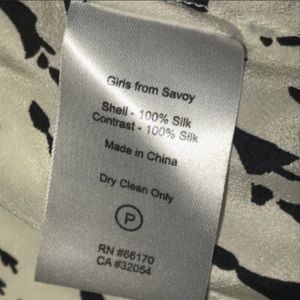 Girls from Savoy
Shell - 100% Silk
Contrast - 100% Silk
Made in China
Dry Clean Only
P
RN #66170
CA #32054